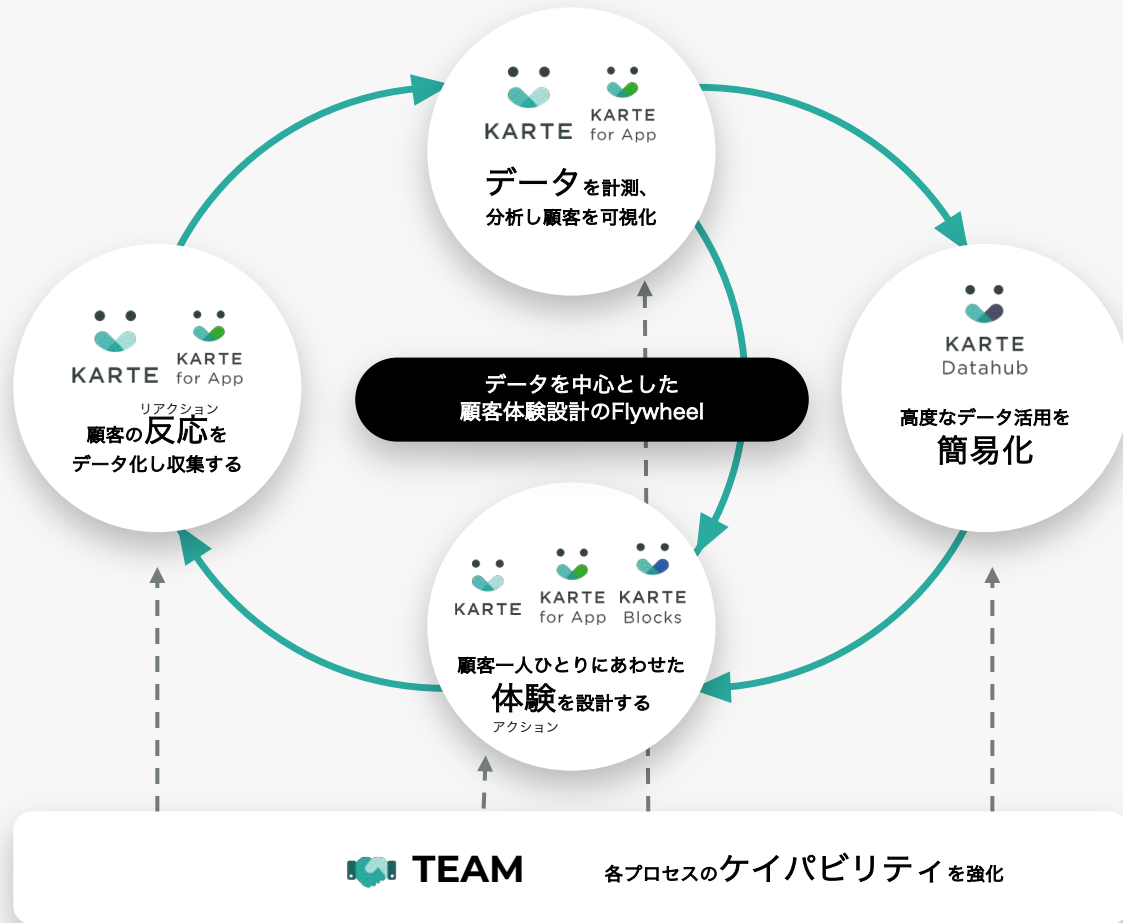 KARTE
KARTE
for App
データを計測、
分析し顧客を可視化
KARTE
KARTE
for App
リアクション
顧客の反応を
データ化し収集する
データを中心とした
顧客体験設計のFlywheel
KARTE
Datahub
高度なデータ活用を
簡易化
KARTE
KARTE
for App
KARTE
Blocks
顧客一人ひとりにあわせた
体験を設計する
アクション
TEAM
各プロセスのケイパビリティを強化